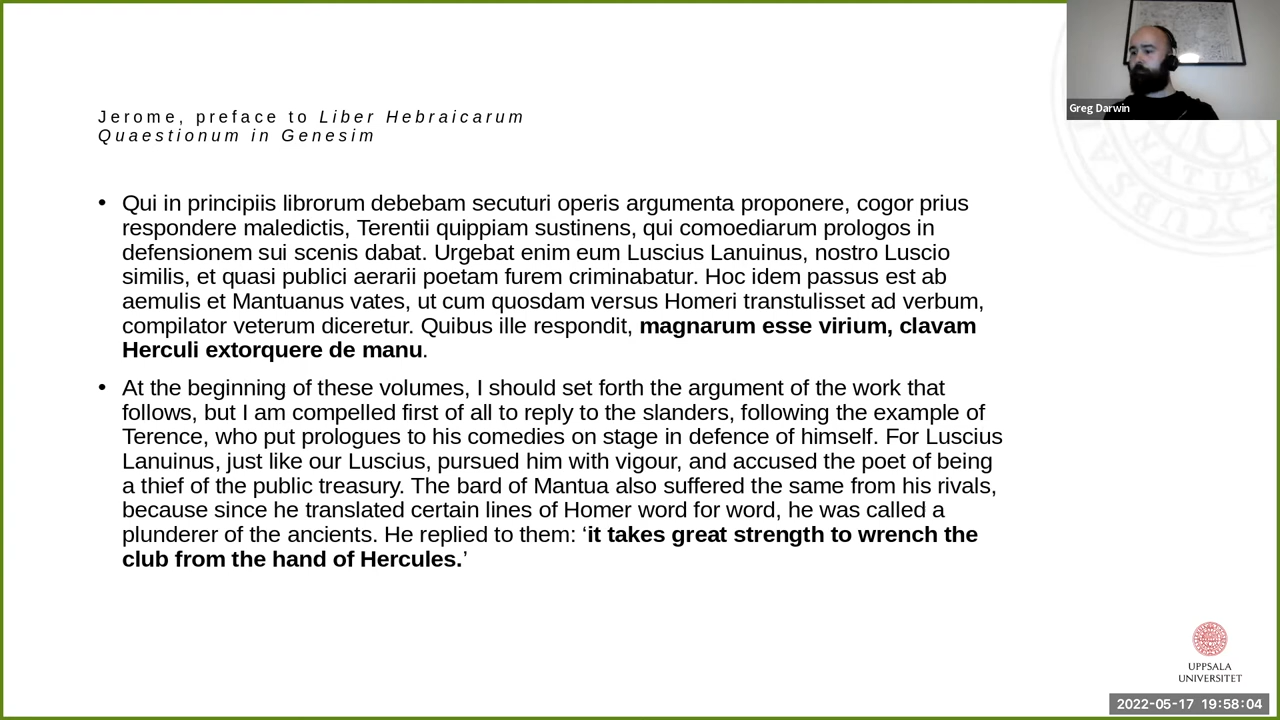 Jerome, preface to Liber Hebraicarum
Quaestionum in Genesim
• Qui in principiis librorum debebam secuturi operis argumenta proponere, cogor prius
respondere maledictis, Terentii quippiam sustinens, qui comoediarum prologos in
defensionem sui scenis dabat. Urgebat enim eum Luscius Lanuinus, nostro Luscio
similis, et quasi publici aerarii poetam furem criminabatur. Hoc idem passus est ab
aemulis et Mantuanus vates, ut cum quosdam versus Homeri transtulisset ad verbum,
compilator veterum diceretur. Quibus ille respondit, magnarum esse virium, clavam
Herculi extorquere de manu.
• At the beginning of these volumes, I should set forth the argument of the work that
follows, but I am compelled first of all to reply to the slanders, following the example of
Terence, who put prologues to his comedies on stage in defence of himself. For Luscius
Lanuinus, just like our Luscius, pursued him with vigour, and accused the poet of being
a thief of the public treasury. The bard of Mantua also suffered the same from his rivals,
because since he translated certain lines of Homer word for word, he was called a
plunderer of the ancients. He replied to them: ‘it takes great strength to wrench the
club from the hand of Hercules.’
Greg Darwin
UPPSALA
UNIVERSITET
2022-05-17 19:58:04